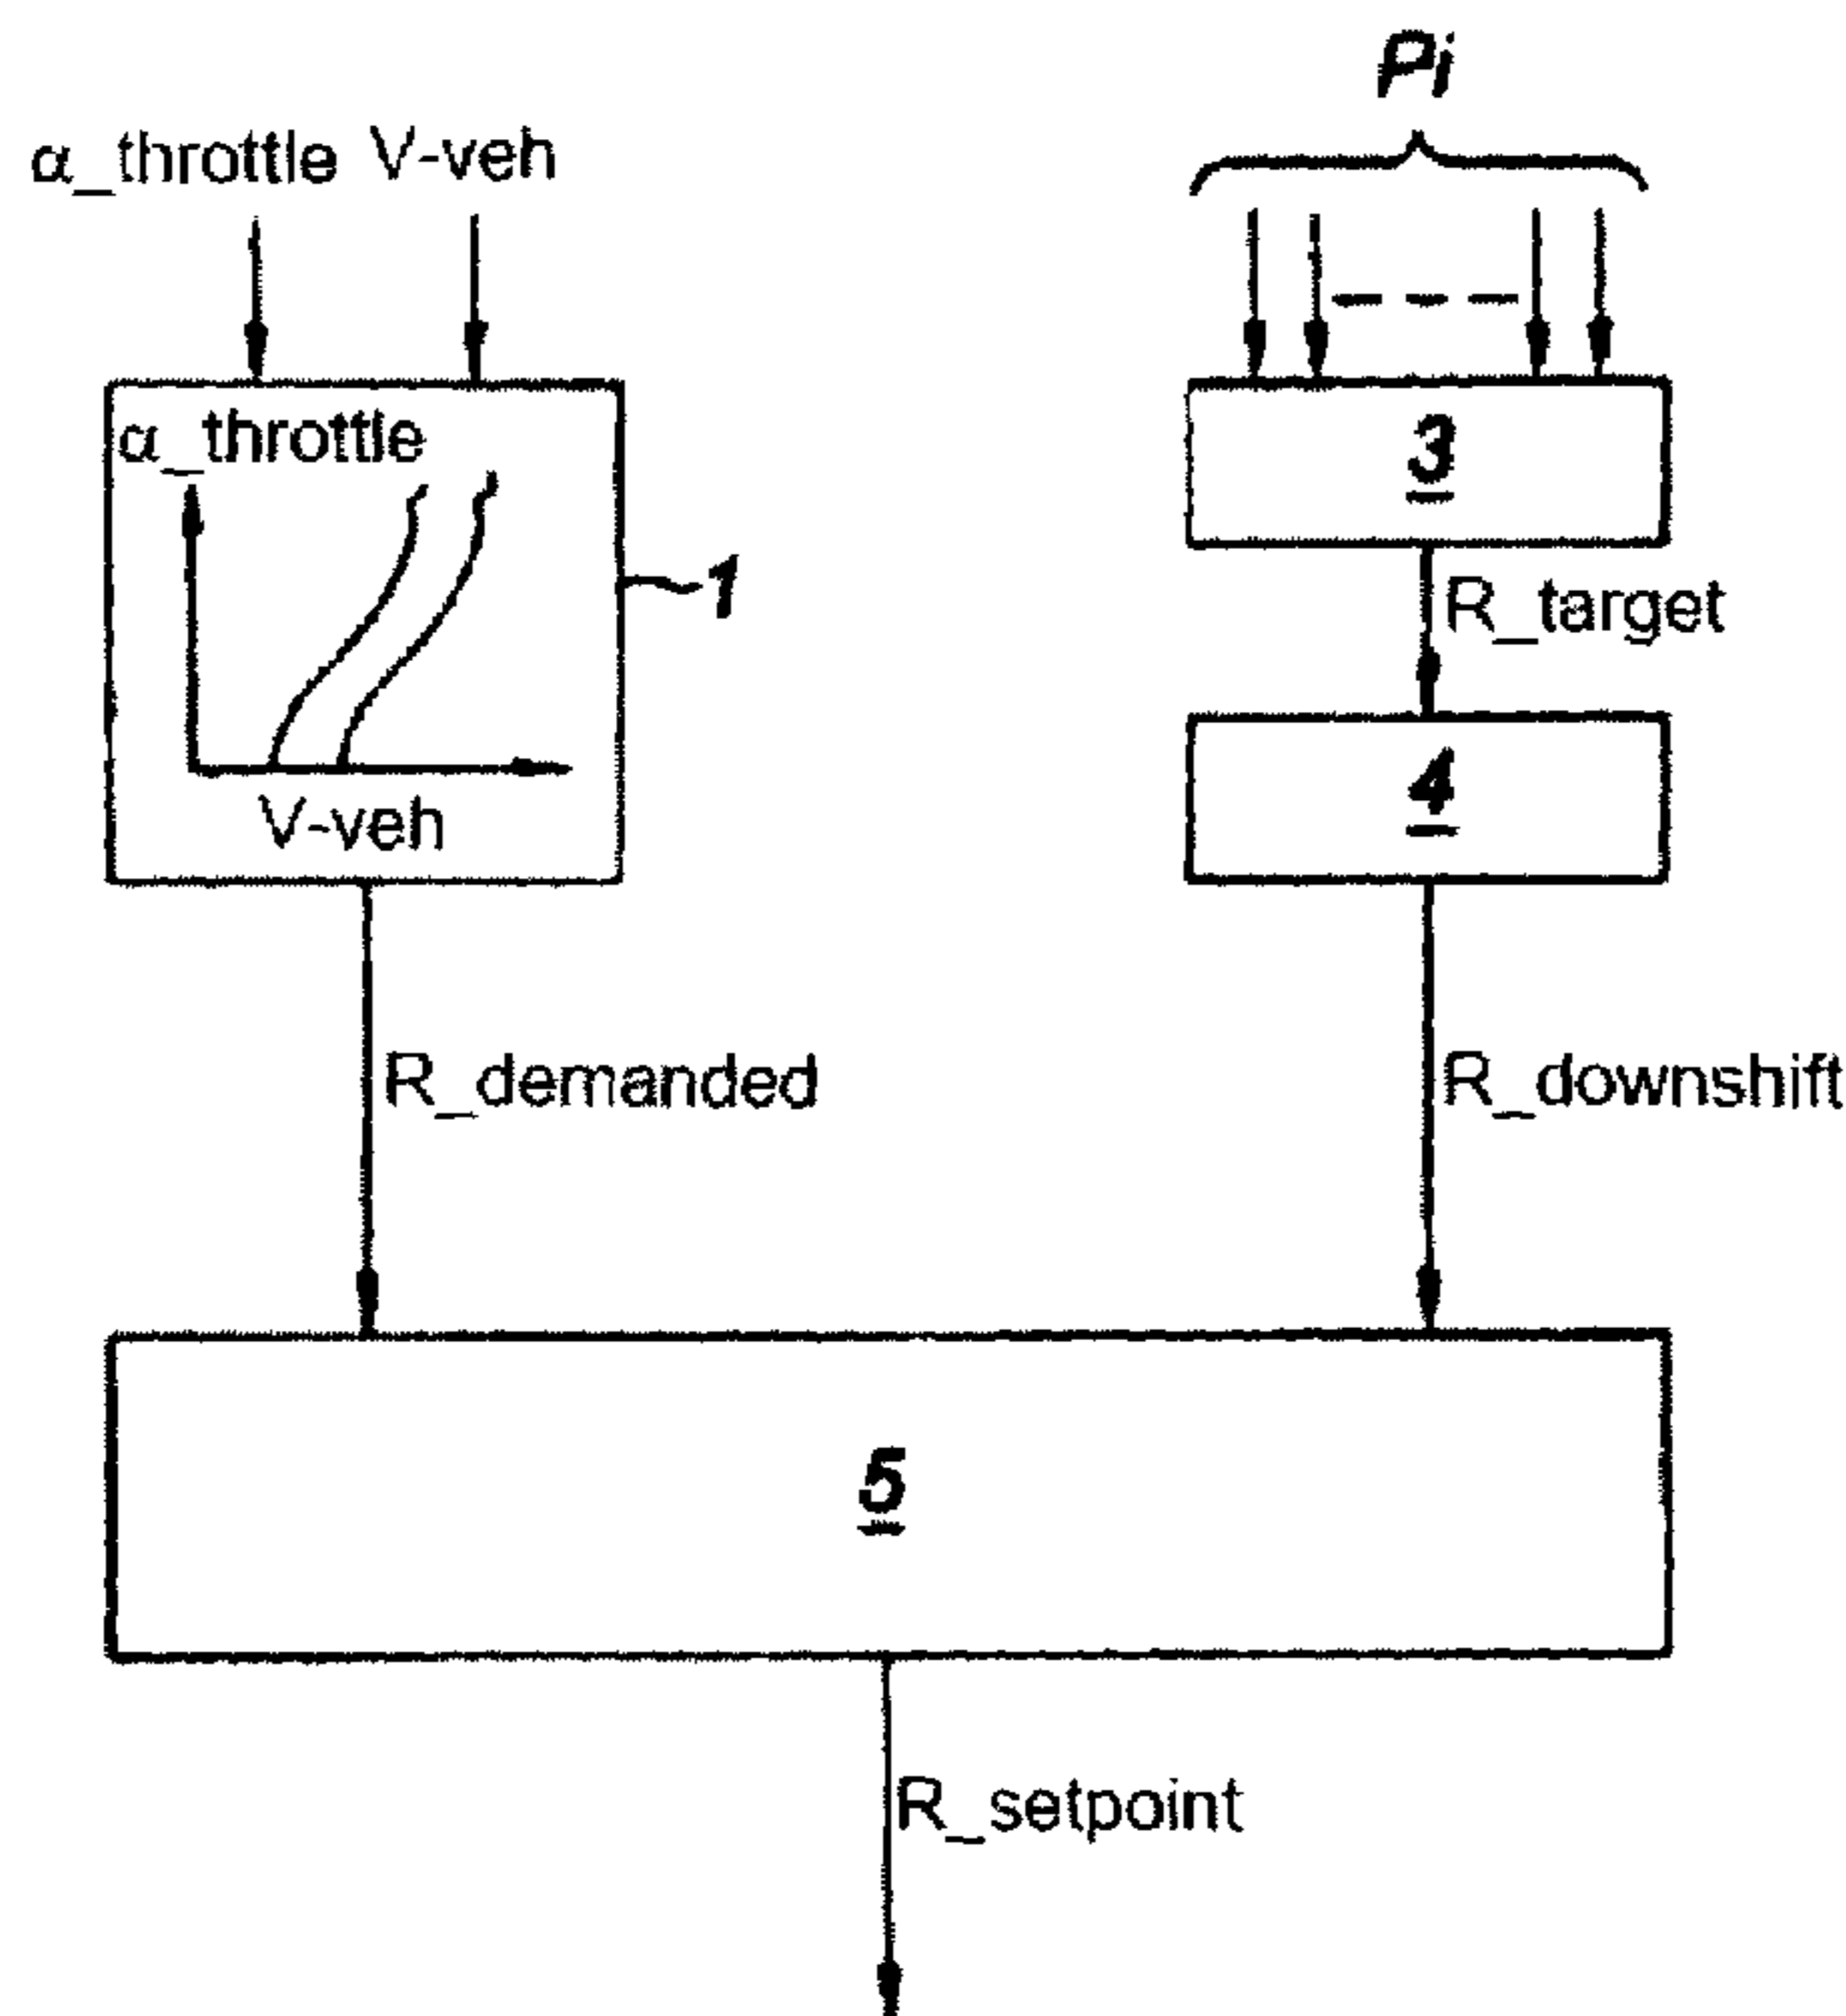 Pi
α_throttle V-veh
α_throttle
3
1
R_target
4
V-veh
R_demanded
R_downshift
5
R_setpoint